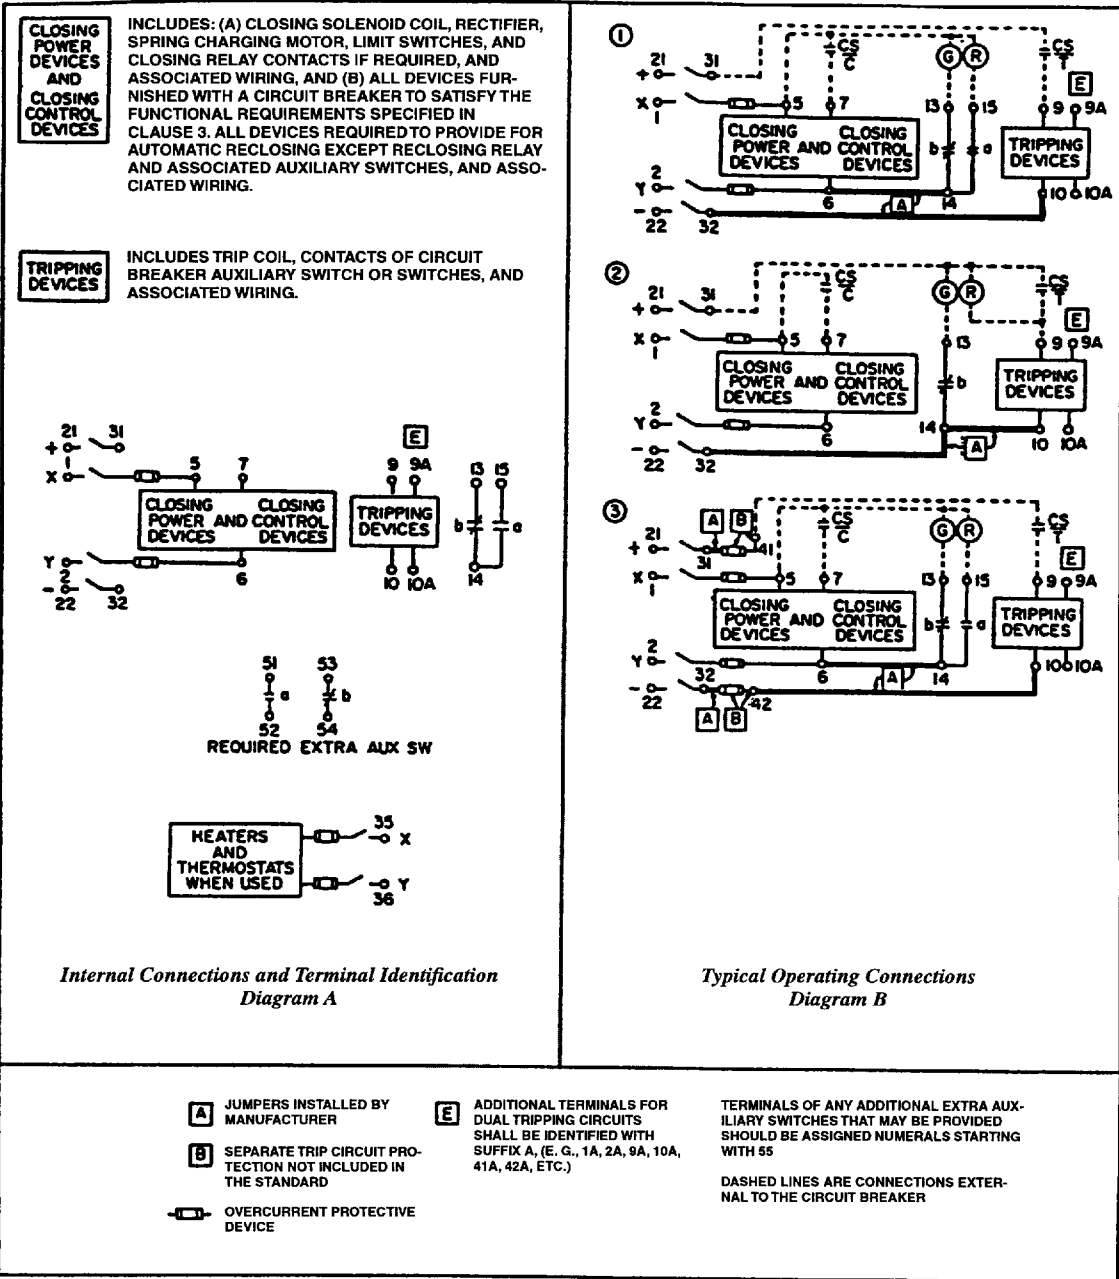 CLOSING
POWER
DEVICES
AND
CLOSING
CONTROL
DEVICES
INCLUDES: (A) CLOSING SOLENOID COIL, RECTIFIER,
SPRING CHARGING MOTOR, LIMIT SWITCHES, AND
CLOSING RELAY CONTACTS IF REQUIRED, AND
ASSOCIATED WIRING, AND (B) ALL DEVICES FUR-
NISHED WITH A CIRCUIT BREAKER TO SATISFY THE
FUNCTIONAL REQUIREMENTS SPECIFIED IN
CLAUSE 3. ALL DEVICES REQUIRED TO PROVIDE FOR
AUTOMATIC RECLOSING EXCEPT RECLOSING RELAY
AND ASSOCIATED AUXILIARY SWITCHES, AND ASSO-
CIATED WIRING.
TRIPPING
DEVICES
INCLUDES TRIP COIL, CONTACTS OF CIRCUIT
BREAKER AUXILIARY SWITCH OR SWITCHES, AND
ASSOCIATED WIRING.
21 31 E
+
1 5 7 9 9A 13 15
X
CLOSING CLOSING
POWER AND CONTROL
DEVICES DEVICES
TRIPPING
DEVICES
b a
Y
2 6 10 10A 14
-
22 32
51 53
a b
52 54
REQUIRED EXTRA AUX SW
HEATERS
AND
THERMOSTATS
WHEN USED
35
X
Y
36
Internal Connections and Terminal Identification
Diagram A
1
21 31 CS C G R CS T
+ E
X 5 7 13 15 9 9A
1
CLOSING CLOSING
POWER AND CONTROL
DEVICES DEVICES
b a
TRIPPING
DEVICES
2
Y 6 A 14 10 10A
-
22 32
2
21 31 CS C G R CS T
+ E
X 5 7 13 9 9A
1
CLOSING CLOSING
POWER AND CONTROL
DEVICES DEVICES
b
TRIPPING
DEVICES
2
Y 6 14 10 10A
- A
22 32
3
21 A B CS C G R CS T
+ 31 41 E
X 5 7 13 15 9 9A
1
CLOSING CLOSING
POWER AND CONTROL
DEVICES DEVICES
b a
TRIPPING
DEVICES
2
Y 32 6 A 14 10 10A
-
22 A B 42
Typical Operating Connections
Diagram B
A JUMPERS INSTALLED BY
MANUFACTURER
B SEPARATE TRIP CIRCUIT PRO-
TECTION NOT INCLUDED IN
THE STANDARD
OVERCURRENT PROTECTIVE
DEVICE
E ADDITIONAL TERMINALS FOR
DUAL TRIPPING CIRCUITS
SHALL BE IDENTIFIED WITH
SUFFIX A, (E. G., 1A, 2A, 9A, 10A,
41A, 42A, ETC.)
TERMINALS OF ANY ADDITIONAL EXTRA AUX-
ILIARY SWITCHES THAT MAY BE PROVIDED
SHOULD BE ASSIGNED NUMERALS STARTING
WITH 55
DASHED LINES ARE CONNECTIONS EXTER-
NAL TO THE CIRCUIT BREAKER